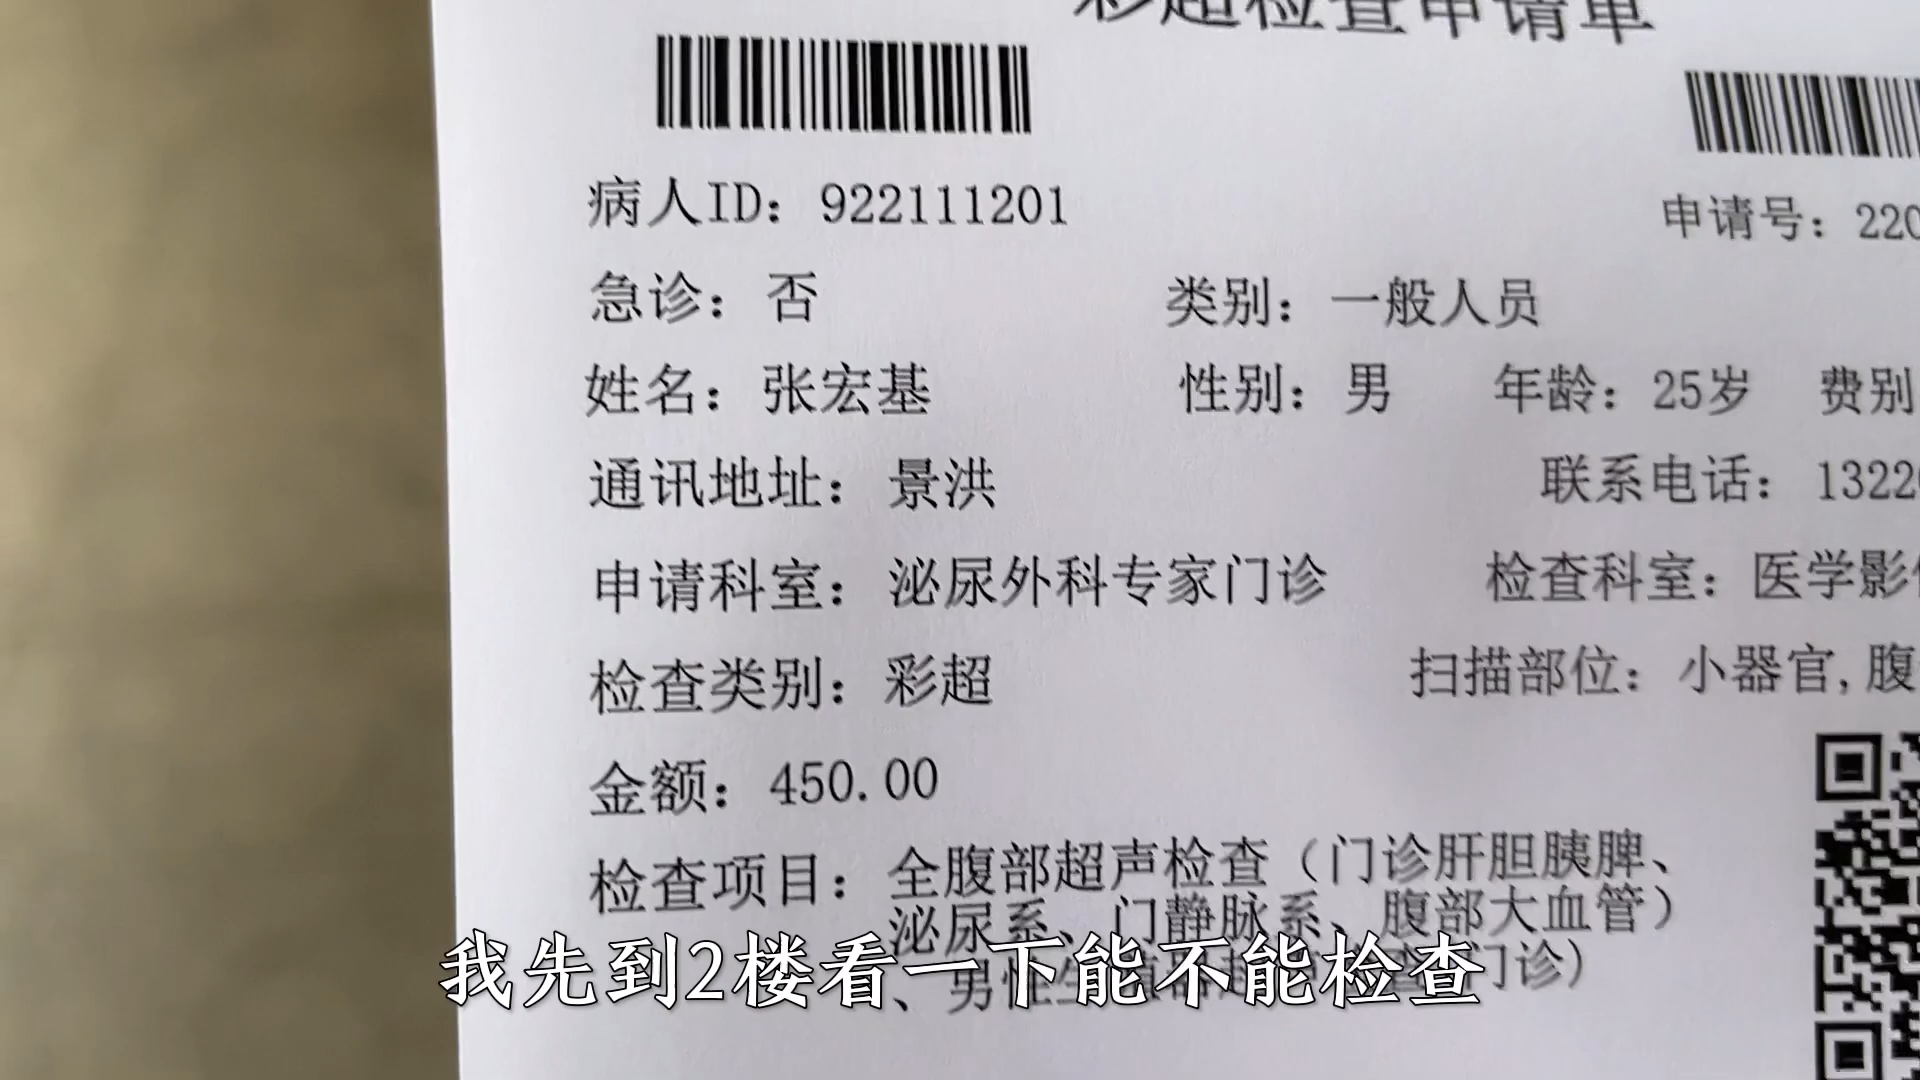 彩超检查申请单
病人ID：922111201
申请号：220
急诊：否 类别：一般人员
姓名：张宏基 性别：男 年龄：25岁 费别
通讯地址：景洪 联系电话：1322
申请科室：泌尿外科专家门诊 检查科室：医学影
检查类别：彩超 扫描部位：小器官,腹
金额：450.00
检查项目：全腹部超声检查（门诊肝胆胰脾、
泌尿系、门静脉系、腹部大血管）
、男性 门诊)
我先到2楼看一下能不能检查